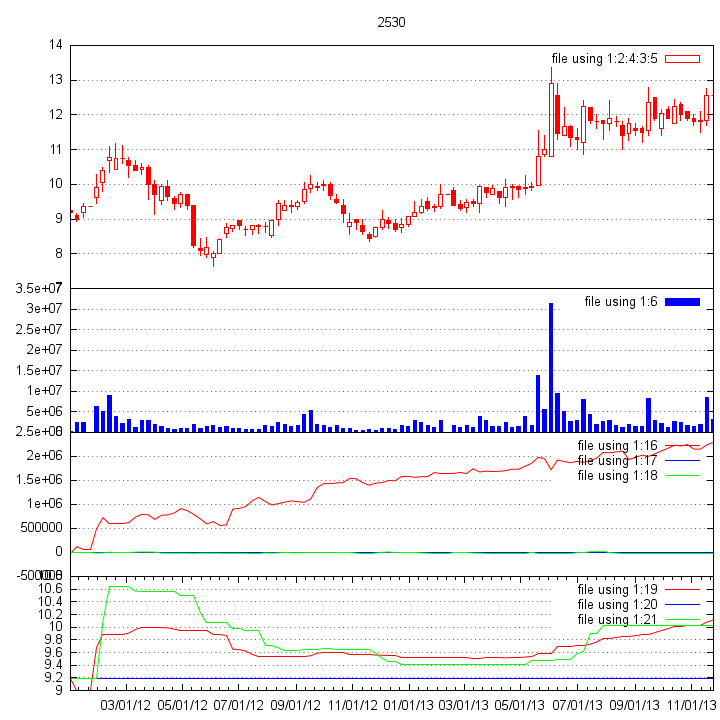 2530
14
file using 1:2:4:3:5
13
12
11
10
9
8
3.5e+07
file using 1:6
3e+07
2.5e+07
2e+07
1.5e+07
1e+07
5e+06
2.5e+06
file using 1:16
2e+06
file using 1:17
file using 1:18
1.5e+06
1e+06
500000
0
-500000
10.6
file using 1:19
10.4
file using 1:20
10.2
file using 1:21
10
9.8
9.6
9.4
9.2
9
03/01/12 05/01/12 07/01/12 09/01/12 11/01/12 01/01/13 03/01/13 05/01/13 07/01/13 09/01/13 11/01/13